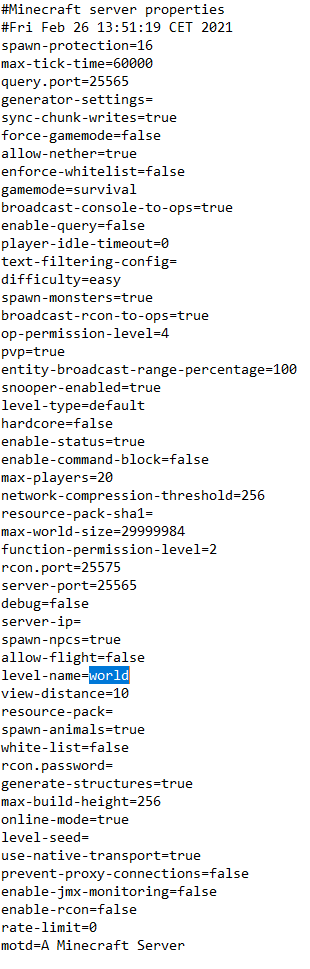 #Minecraft server properties
#Fri Feb 26 13:51:19 CET 2021
spawn-protection=16
max-tick-time=60000
query.port=25565
generator-settings=
sync-chunk-writes=true
force-gamemode=false
allow-nether=true
enforce-whitelist=false
gamemode=survival
broadcast-console-to-ops=true
enable-query=false
player-idle-timeout=0
text-filtering-config=
difficulty=easy
spawn-monsters=true
broadcast-rcon-to-ops=true
op-permission-level=4
pvp=true
entity-broadcast-range-percentage=100
snooper-enabled=true
level-type=default
hardcore=false
enable-status=true
enable-command-block=false
max-players=20
network-compression-threshold=256
resource-pack-sha1=
max-world-size=29999984
function-permission-level=2
rcon.port=25575
server-port=25565
debug=false
server-ip=
spawn-npcs=true
allow-flight=false
level-name=world
view-distance=10
resource-pack=
spawn-animals=true
white-list=false
rcon.password=
generate-structures=true
max-build-height=256
online-mode=true
level-seed=
use-native-transport=true
prevent-proxy-connections=false
enable-jmx-monitoring=false
enable-rcon=false
rate-limit=0
motd=A Minecraft Server